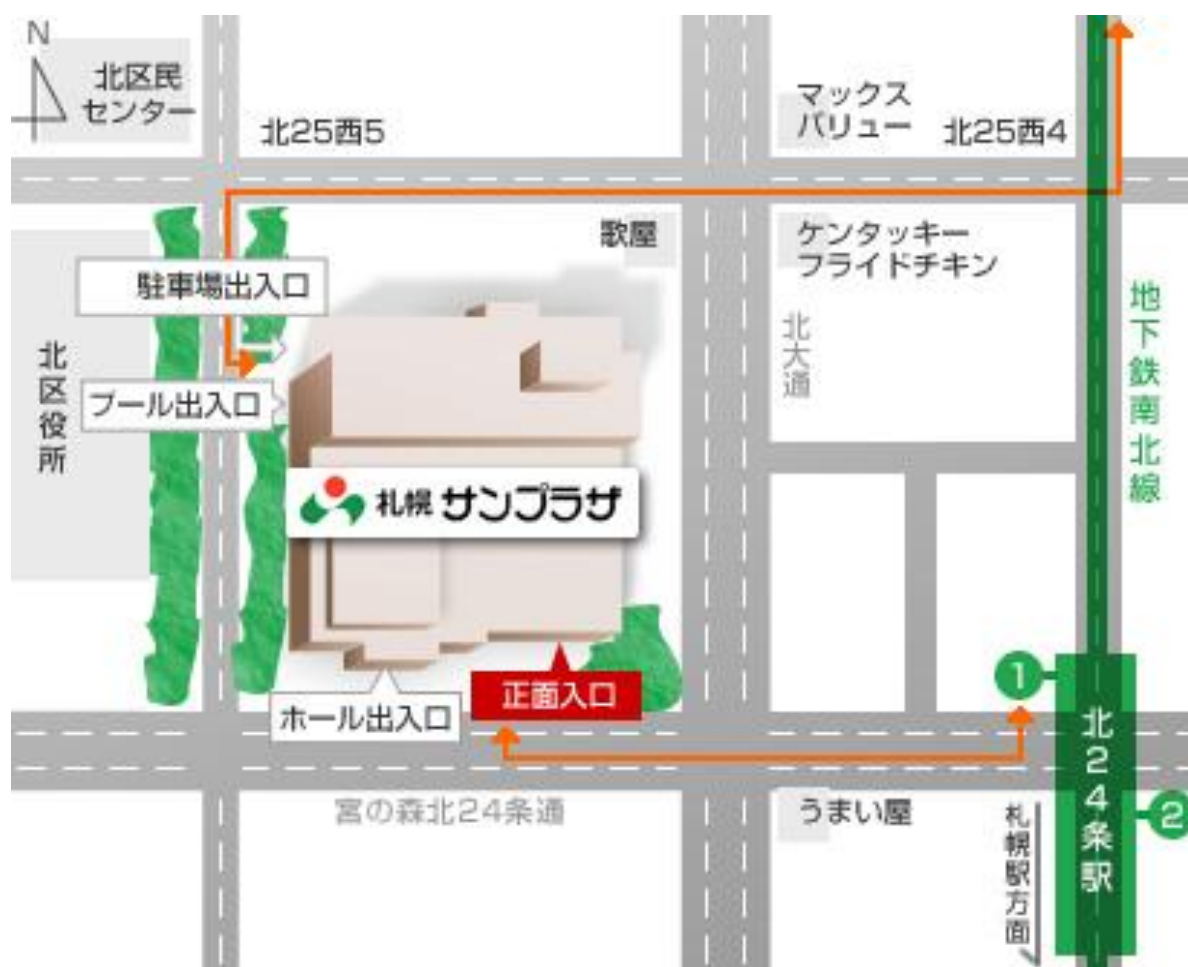 N
北区民
センター
北25西5
マックス
バリュー
北25西4
歌屋
ケンタッキー
フライドチキン
駐車場出入口
北区役所
プール出入口
北大通
地下鉄南北線
札幌 サンプラザ
正面入口
ホール出入口
1
北24条駅
宮の森北24条通
うまい屋
2
札幌駅方面